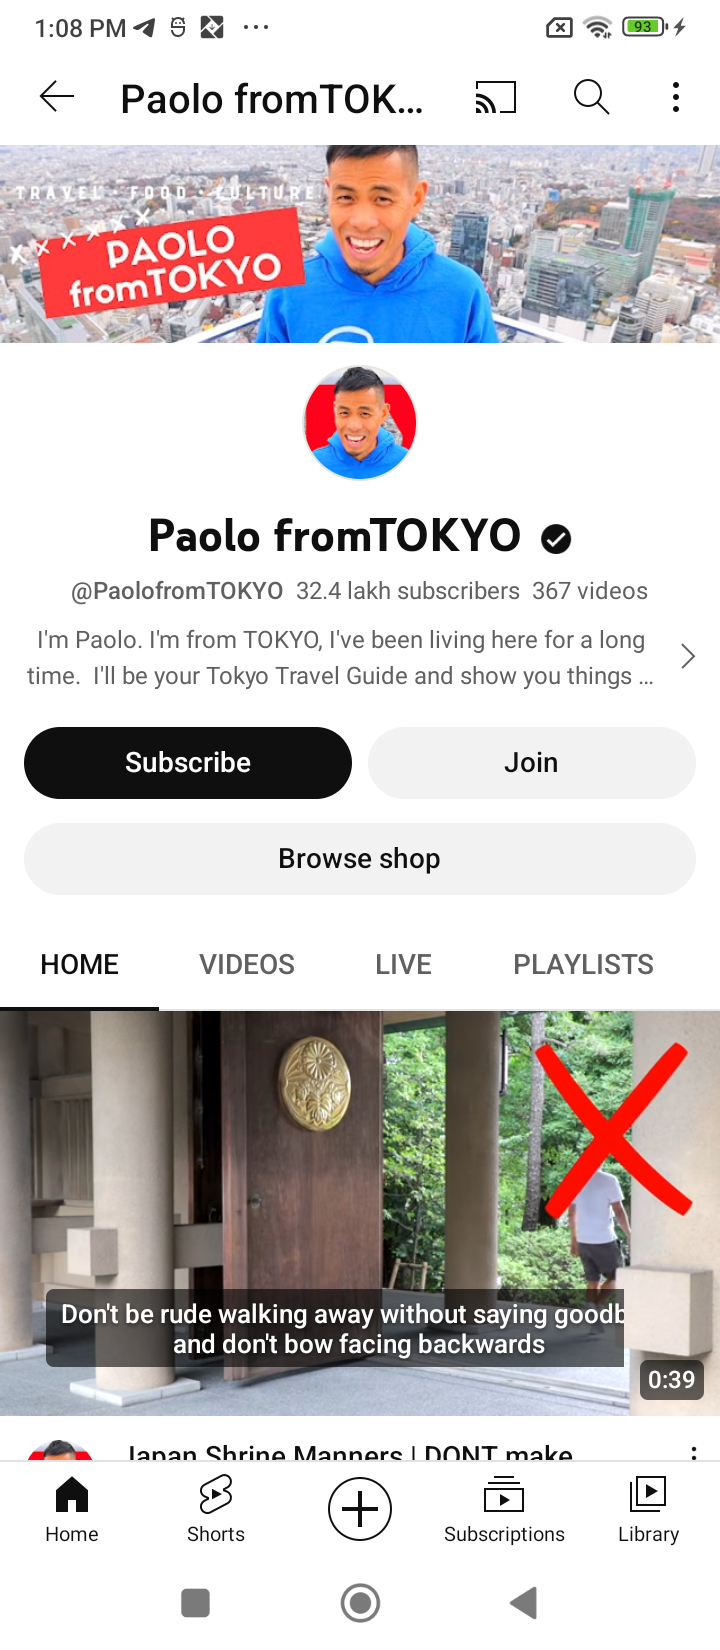 1:08 PM
93
Paolo fromTOK...
TRAVEL · FOOD · CULTURE
PAOLO
fromTOKYO
Paolo fromTOKYO
@PaolofromTOKYO 32.4 lakh subscribers 367 videos
I'm Paolo. I'm from TOKYO, I've been living here for a long
time. I'll be your Tokyo Travel Guide and show you things ...
Subscribe
Join
Browse shop
HOME
VIDEOS
LIVE
PLAYLISTS
Don't be rude walking away without saying goodb
and don't bow facing backwards
0:39
Japan Shrine Manners | DONT make
Home
Shorts
Subscriptions
Library